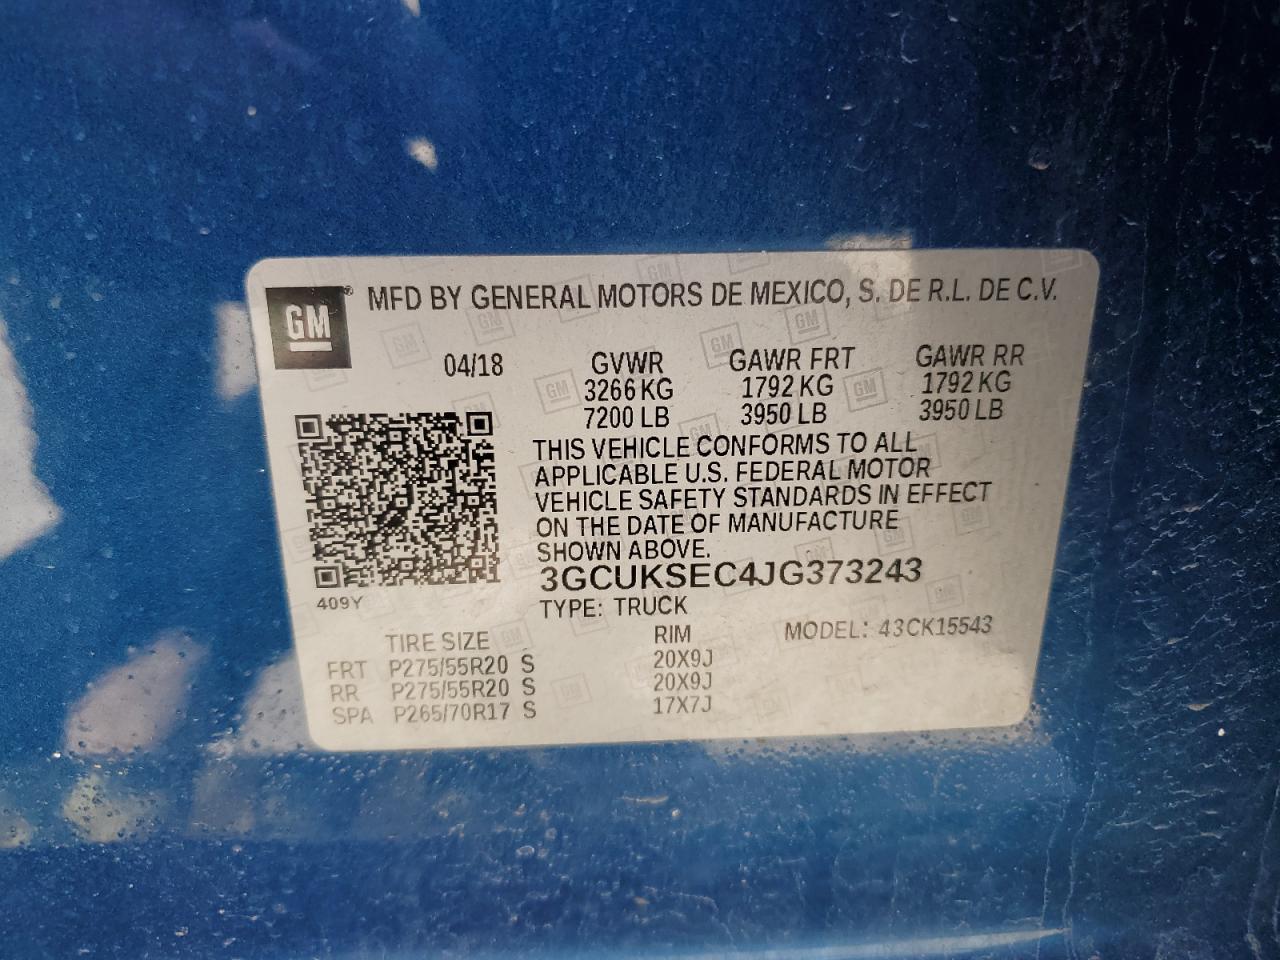 GM® MFD BY GENERAL MOTORS DE MEXICO, S. DE R.L. DE C.V.
04/18 GVWR GAWR FRT GAWR RR
3266 KG 1792 KG 1792 KG
7200 LB 3950 LB 3950 LB
THIS VEHICLE CONFORMS TO ALL
APPLICABLE U.S. FEDERAL MOTOR
VEHICLE SAFETY STANDARDS IN EFFECT
ON THE DATE OF MANUFACTURE
SHOWN ABOVE.
3GCUKSEC4JG373243
409Y TYPE: TRUCK
TIRE SIZE RIM MODEL: 43CK15543
FRT P275/55R20 S 20X9J
RR P275/55R20 S 20X9J
SPA P265/70R17 S 17X7J